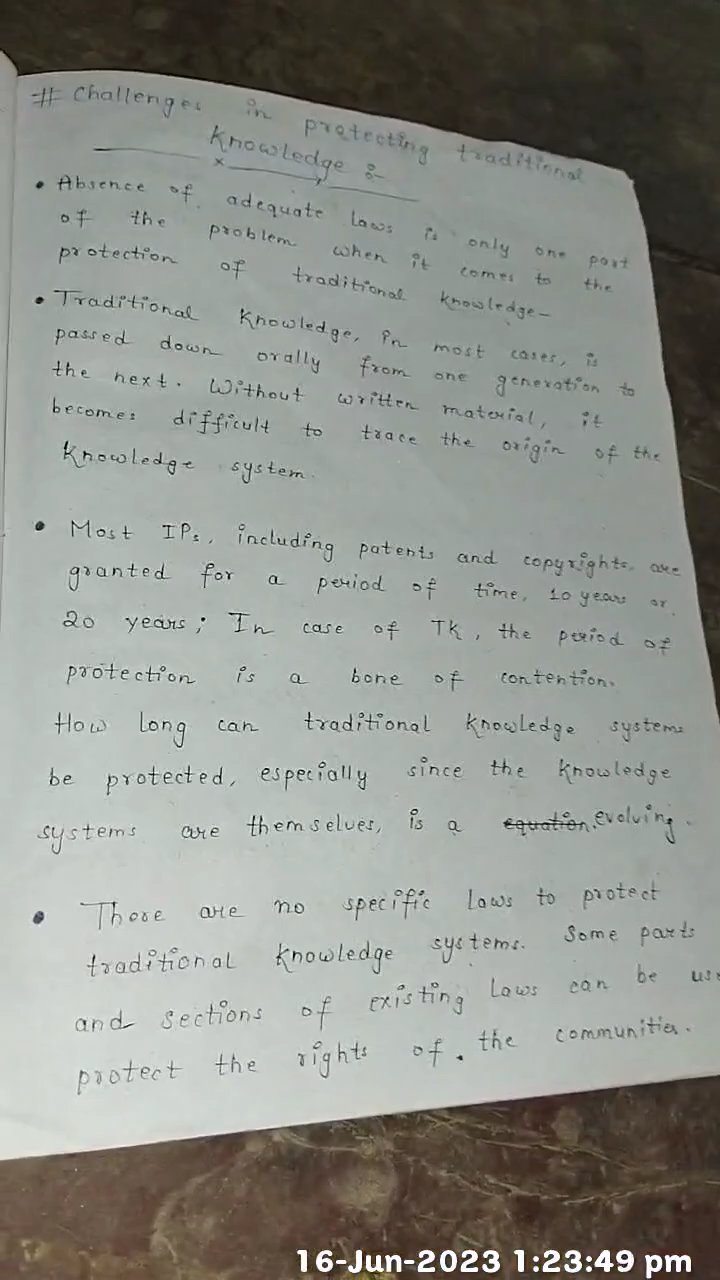 # Challenges in protecting traditional
Knowledge :-
x
• Absence of adequate laws is only one part
of the problem when it comes to the
protection of traditional Knowledge-
• Traditional Knowledge, in most cases, is
passed down orally from one generation to
the next. Without written material, it
becomes difficult to trace the origin of the
Knowledge system.
• Most IPs, including patents and copyrights. are
granted for a period of time, 10 years or
20 years; In case of TK, the period of
protection is a bone of contention.
How long can traditional Knowledge systems
be protected, especially since the Knowledge
systems are themselves, is a equation. evolving.
• There are no specific laws to protect
traditional Knowledge systems. Some parts
and sections of existing Laws can be us
protect the rights of. the communities.
16-Jun-2023 1:23:49 pm